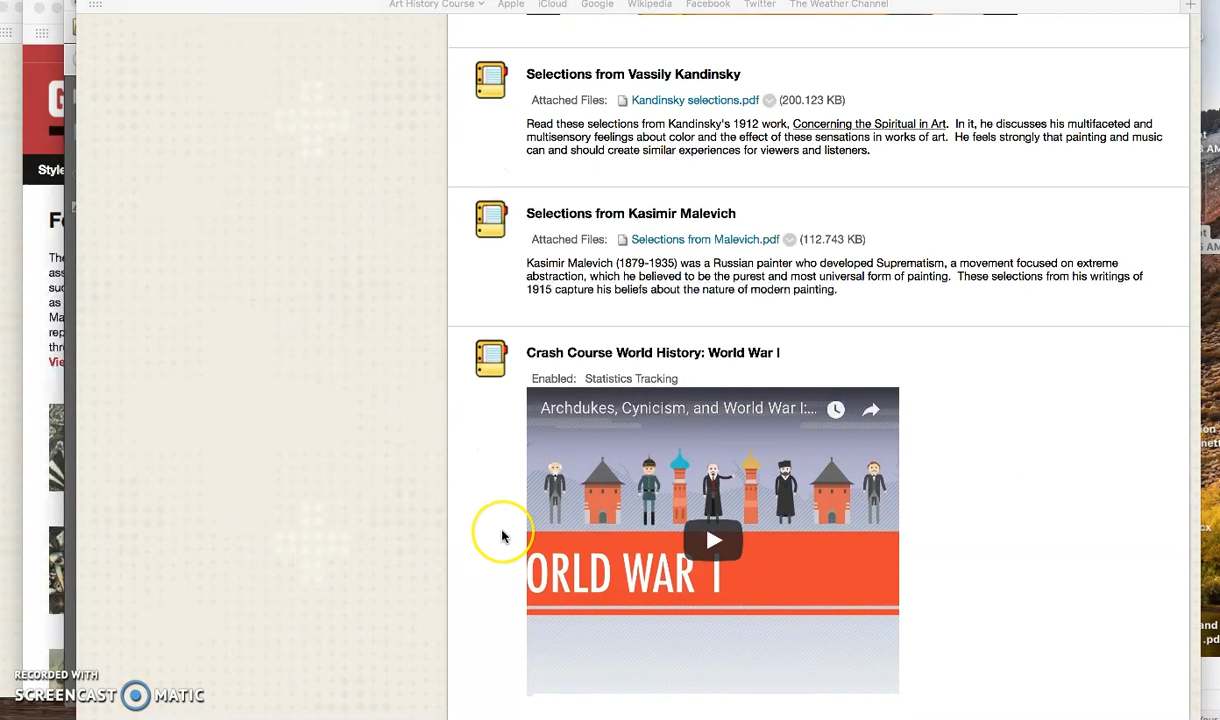 Art History Course Apple iCloud Google Wikipedia Facebook Twitter The Weather Channel
Selections from Vassily Kandinsky
Attached Files: Kandinsky selections.pdf (200.123 KB)
Read these selections from Kandinsky's 1912 work, Concerning the Spiritual in Art. In it, he discusses his multifaceted and
multisensory feelings about color and the effect of these sensations in works of art. He feels strongly that painting and music
can and should create similar experiences for viewers and listeners.
Style
Selections from Kasimir Malevich
Attached Files: Selections from Malevich.pdf (112.743 KB)
Kasimir Malevich (1879-1935) was a Russian painter who developed Suprematism, a movement focused on extreme
abstraction, which he believed to be the purest and most universal form of painting. These selections from his writings of
1915 capture his beliefs about the nature of modern painting.
Crash Course World History: World War I
Enabled: Statistics Tracking
Archdukes, Cynicism, and World War I:...
ORLD WAR I
RECORDED WITH
SCREENCAST MATIC